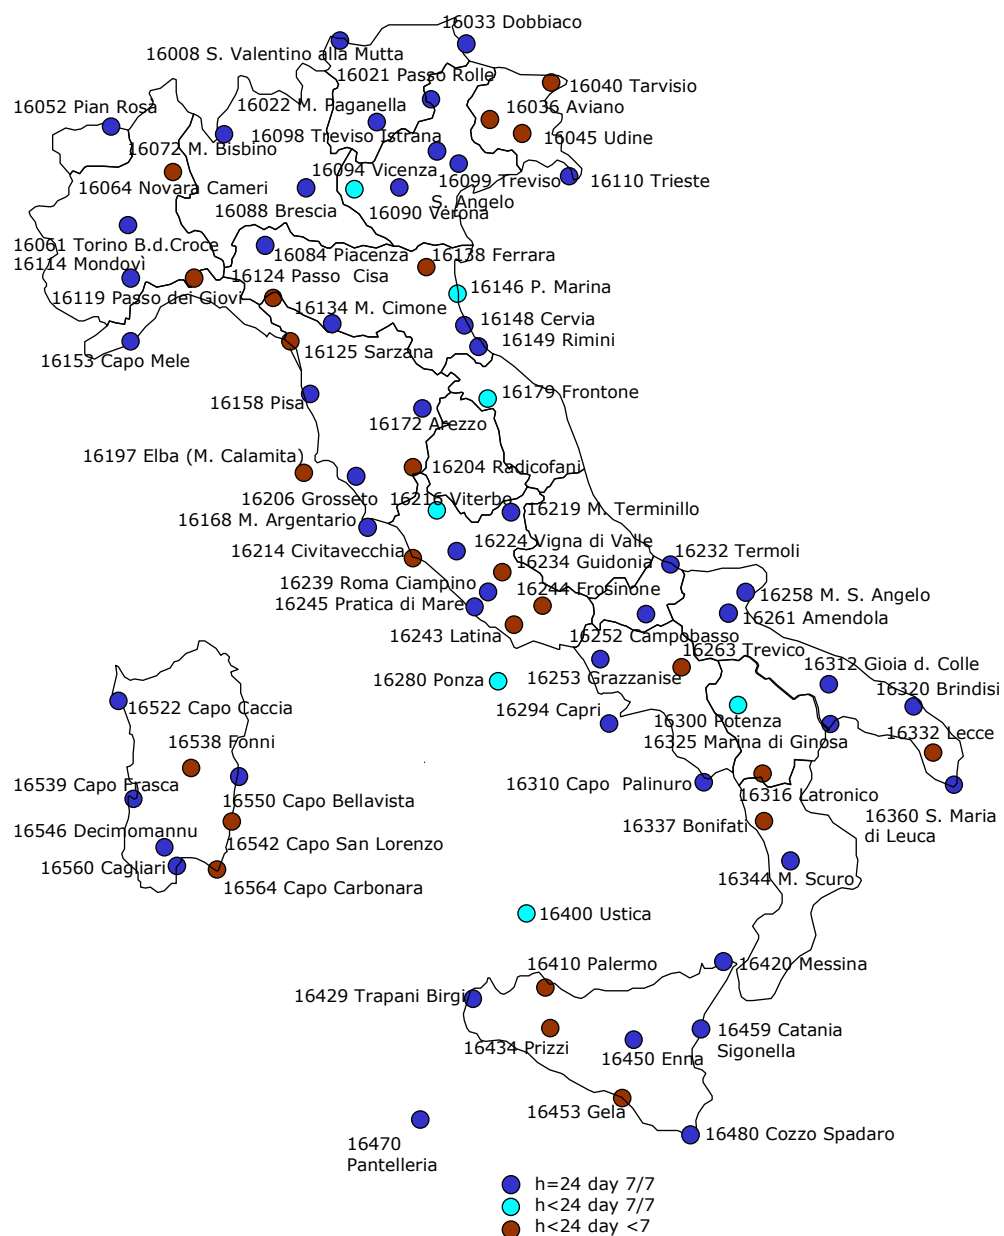 16033 Dobbiaco
16008 S. Valentino alla Mutta
16021 Passo Rolle
16040 Tarvisio
16052 Pian Rosà
16022 M. Paganella
16036 Aviano
16098 Treviso Istrana
16045 Udine
16072 M. Bisbino
16094 Vicenza
16099 Treviso
S. Angelo
16110 Trieste
16064 Novara Cameri
16088 Brescia
16090 Verona
16061 Torino B.d.Croce
16084 Piacenza
16138 Ferrara
16114 Mondovì
16124 Passo Cisa
16146 P. Marina
16119 Passo dei Giovi
16134 M. Cimone
16148 Cervia
16149 Rimini
16153 Capo Mele
16125 Sarzana
16179 Frontone
16158 Pisa
16172 Arezzo
16197 Elba (M. Calamita)
16204 Radicofani
16206 Grosseto
16216 Viterbo
16219 M. Terminillo
16168 M. Argentario
16224 Vigna di Valle
16214 Civitavecchia
16234 Guidonia
16232 Termoli
16239 Roma Ciampino
16244 Frosinone
16258 M. S. Angelo
16245 Pratica di Mare
16261 Amendola
16243 Latina
16252 Campobasso
16263 Trevico
16312 Gioia d. Colle
16280 Ponza
16253 Grazzanise
16320 Brindisi
16522 Capo Caccia
16294 Capri
16300 Potenza
16332 Lecce
16325 Marina di Ginosa
16538 Fonni
16539 Capo Frasca
16310 Capo Palinuro
16316 Latronico
16550 Capo Bellavista
16360 S. Maria
di Leuca
16337 Bonifati
16546 Decimomannu
16542 Capo San Lorenzo
16560 Cagliari
16344 M. Scuro
16564 Capo Carbonara
16400 Ustica
16410 Palermo
16420 Messina
16429 Trapani Birgi
16434 Prizzi
16450 Enna
16459 Catania
Sigonella
16453 Gela
16480 Cozzo Spadaro
16470
Pantelleria
h=24 day 7/7
h<24 day 7/7
h<24 day <7